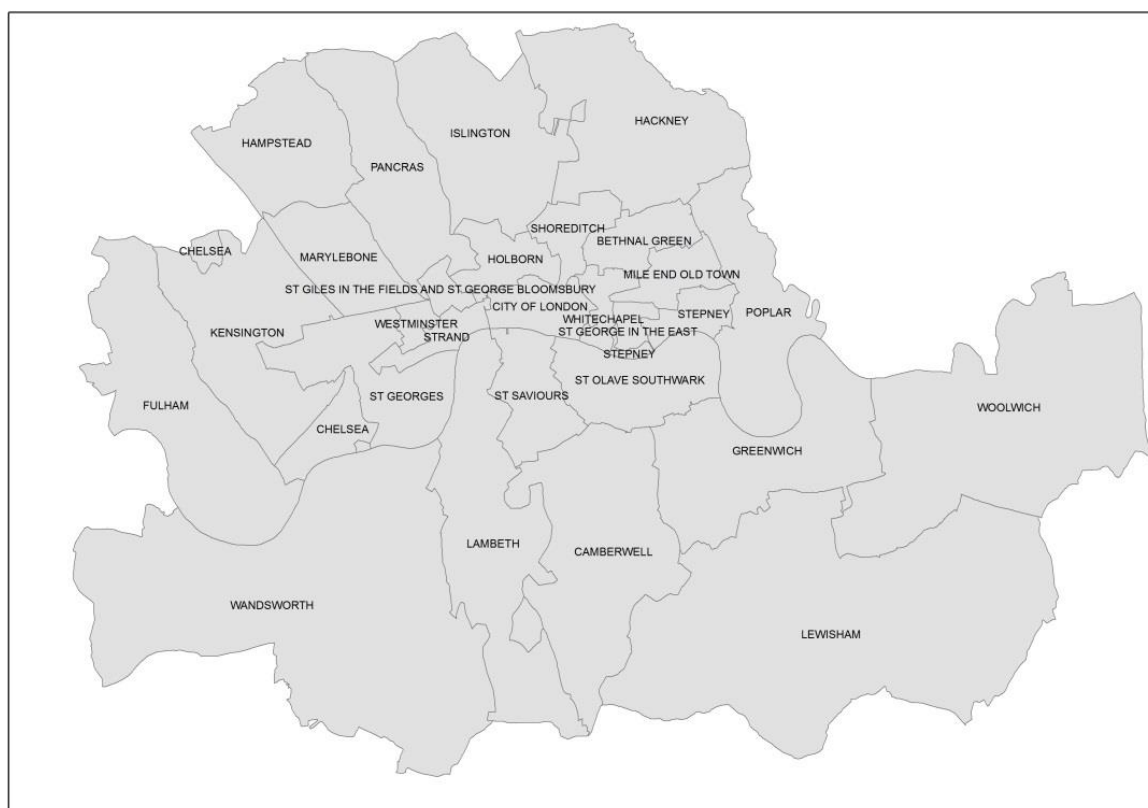 HACKNEY
ISLINGTON
HAMPSTEAD
PANCRAS
SHOREDITCH
BETHNAL GREEN
CHELSEA
MARYLEBONE
HOLBORN
MILE END OLD TOWN
ST GILES IN THE FIELDS AND ST GEORGE BLOOMSBURY
CITY OF LONDON
STEPNEY
POPLAR
WHITECHAPEL
WESTMINSTER
KENSINGTON
ST GEORGE IN THE EAST
STRAND
STEPNEY
ST OLAVE SOUTHWARK
ST GEORGES
ST SAVIOURS
FULHAM
WOOLWICH
CHELSEA
GREENWICH
LAMBETH
CAMBERWELL
WANDSWORTH
LEWISHAM